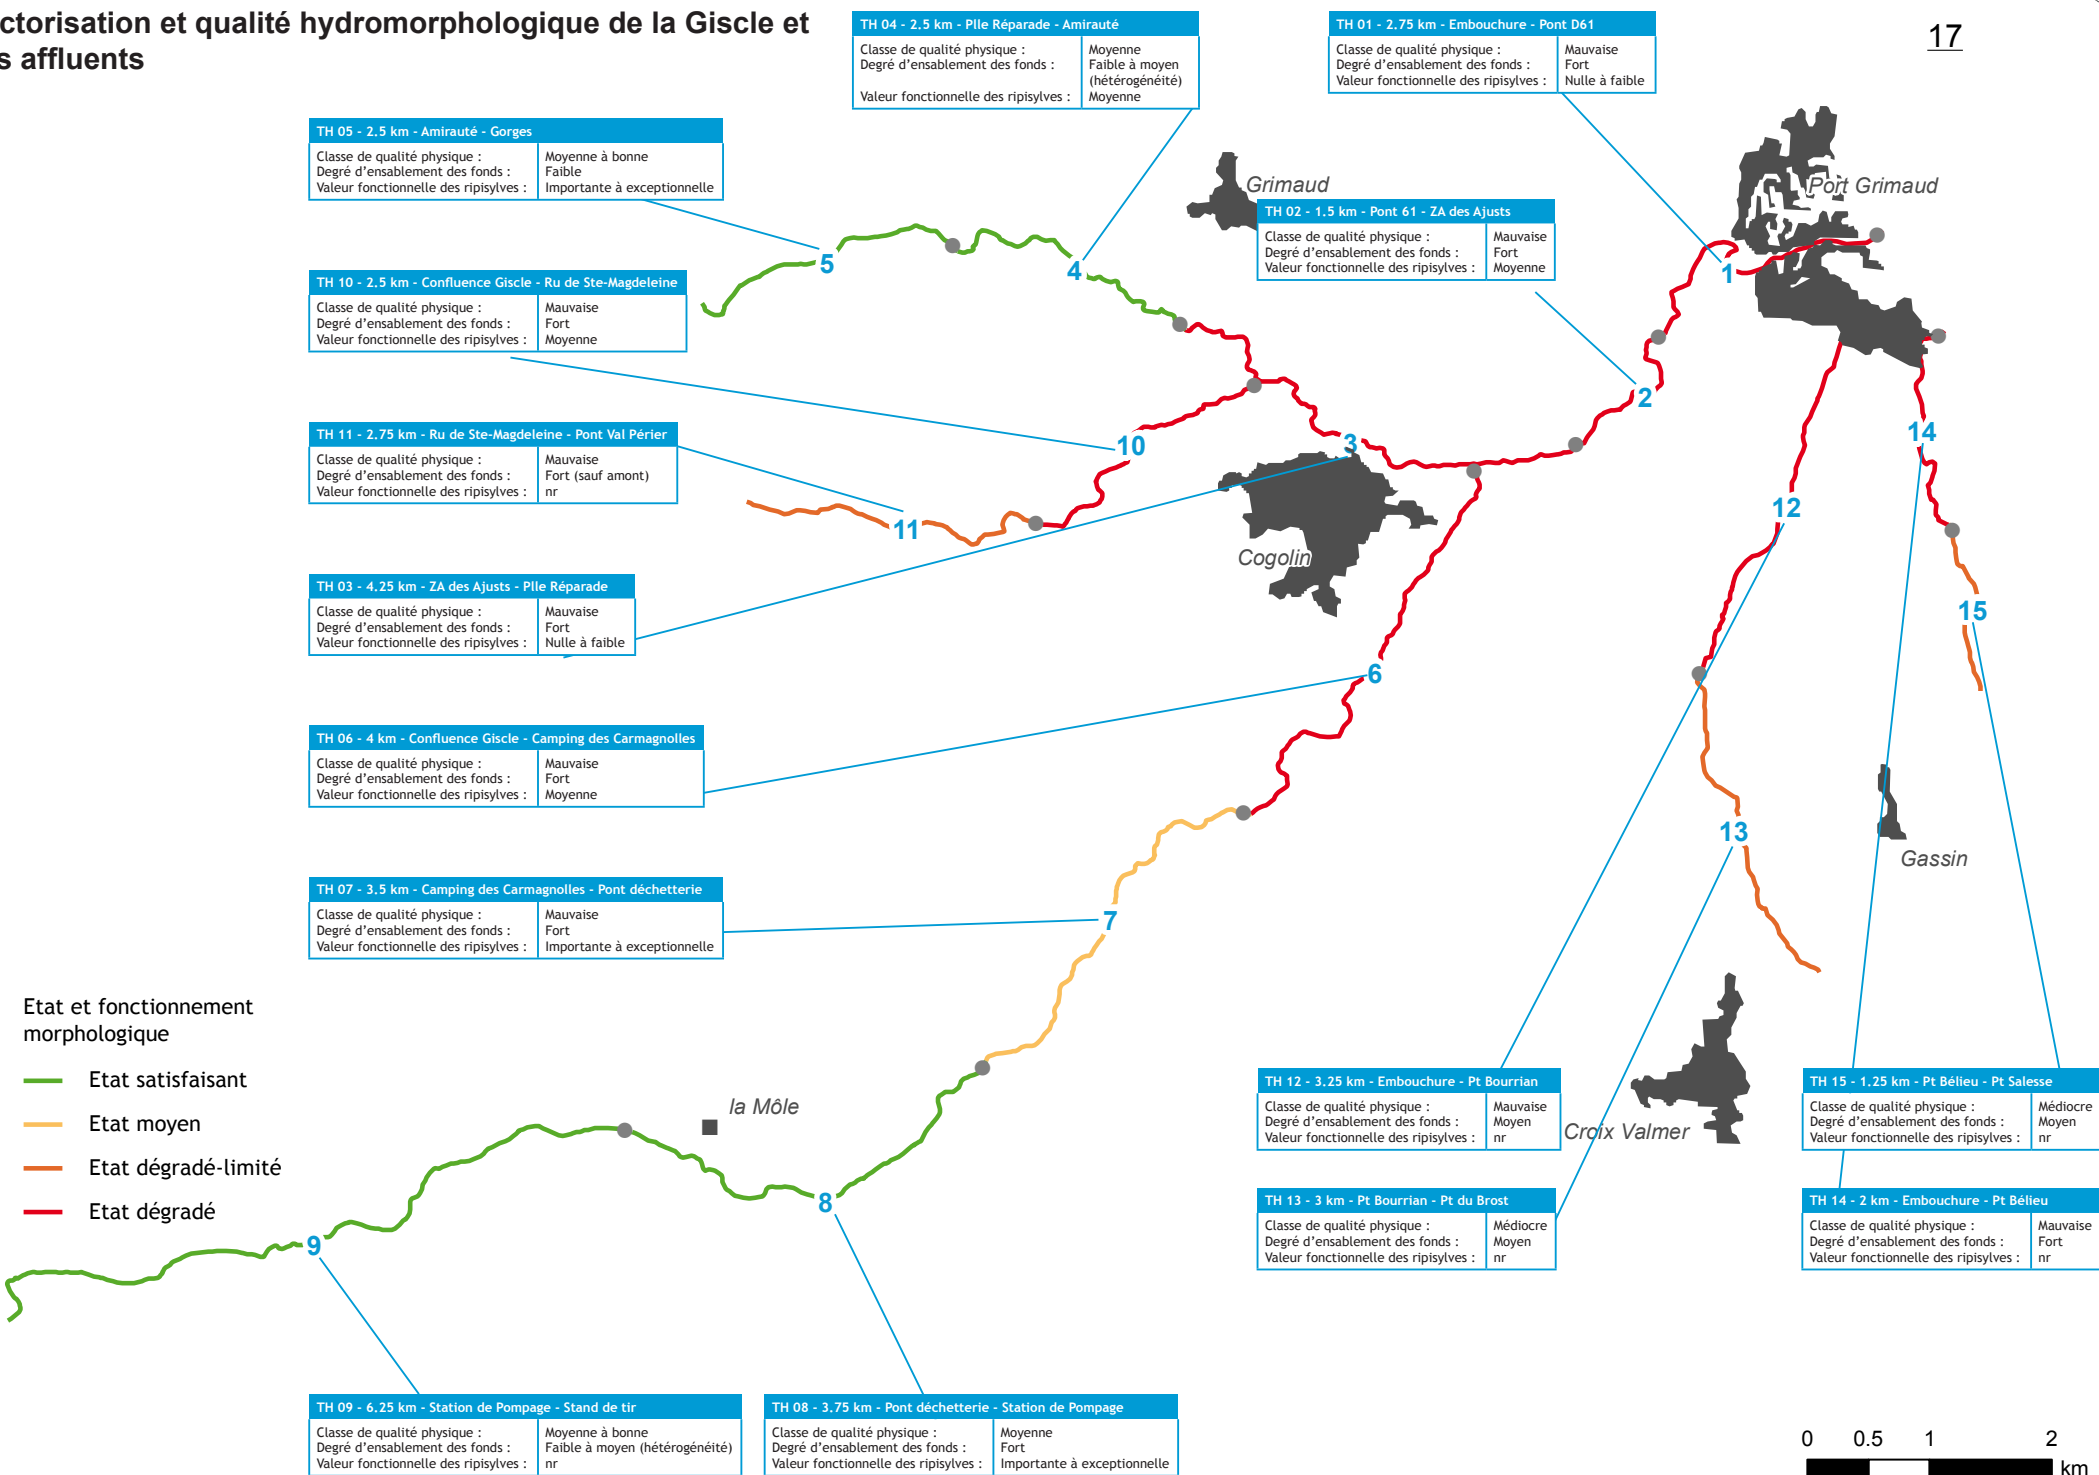 ctorisation et qualité hydromorphologique de la Giscle et
s affluents
17
TH 04 - 2.5 km - Plle Réparade - Amirauté
Classe de qualité physique : Moyenne
Degré d’ensablement des fonds : Faible à moyen
(hétérogénéité)
Valeur fonctionnelle des ripisylves : Moyenne
TH 01 - 2.75 km - Embouchure - Pont D61
Classe de qualité physique : Mauvaise
Degré d’ensablement des fonds : Fort
Valeur fonctionnelle des ripisylves : Nulle à faible
TH 05 - 2.5 km - Amirauté - Gorges
Classe de qualité physique : Moyenne à bonne
Degré d’ensablement des fonds : Faible
Valeur fonctionnelle des ripisylves : Importante à exceptionnelle
Grimaud
Port Grimaud
TH 02 - 1.5 km - Pont 61 - ZA des Ajusts
Classe de qualité physique : Mauvaise
Degré d’ensablement des fonds : Fort
Valeur fonctionnelle des ripisylves : Moyenne
5
4
1
TH 10 - 2.5 km - Confluence Giscle - Ru de Ste-Magdeleine
Classe de qualité physique : Mauvaise
Degré d’ensablement des fonds : Fort
Valeur fonctionnelle des ripisylves : Moyenne
2
14
10
3
TH 11 - 2.75 km - Ru de Ste-Magdeleine - Pont Val Périer
Classe de qualité physique : Mauvaise
Degré d’ensablement des fonds : Fort (sauf amont)
Valeur fonctionnelle des ripisylves : nr
12
11
Cogolin
15
TH 03 - 4.25 km - ZA des Ajusts - Plle Réparade
Classe de qualité physique : Mauvaise
Degré d’ensablement des fonds : Fort
Valeur fonctionnelle des ripisylves : Nulle à faible
6
TH 06 - 4 km - Confluence Giscle - Camping des Carmagnolles
Classe de qualité physique : Mauvaise
Degré d’ensablement des fonds : Fort
Valeur fonctionnelle des ripisylves : Moyenne
13
Gassin
TH 07 - 3.5 km - Camping des Carmagnolles - Pont déchetterie
Classe de qualité physique : Mauvaise
Degré d’ensablement des fonds : Fort
Valeur fonctionnelle des ripisylves : Importante à exceptionnelle
7
Etat et fonctionnement
morphologique
Etat satisfaisant
Etat moyen
Etat dégradé-limité
Etat dégradé
la Môle
8
9
TH 12 - 3.25 km - Embouchure - Pt Bourrian
Classe de qualité physique : Mauvaise
Degré d’ensablement des fonds : Moyen
Valeur fonctionnelle des ripisylves : nr
Croix Valmer
TH 15 - 1.25 km - Pt Bélieu - Pt Salesse
Classe de qualité physique : Médiocre
Degré d’ensablement des fonds : Moyen
Valeur fonctionnelle des ripisylves : nr
TH 13 - 3 km - Pt Bourrian - Pt du Brost
Classe de qualité physique : Médiocre
Degré d’ensablement des fonds : Moyen
Valeur fonctionnelle des ripisylves : nr
TH 14 - 2 km - Embouchure - Pt Bélieu
Classe de qualité physique : Mauvaise
Degré d’ensablement des fonds : Fort
Valeur fonctionnelle des ripisylves : nr
TH 09 - 6.25 km - Station de Pompage - Stand de tir
Classe de qualité physique : Moyenne à bonne
Degré d’ensablement des fonds : Faible à moyen (hétérogénéité)
Valeur fonctionnelle des ripisylves : nr
TH 08 - 3.75 km - Pont déchetterie - Station de Pompage
Classe de qualité physique : Moyenne
Degré d’ensablement des fonds : Fort
Valeur fonctionnelle des ripisylves : Importante à exceptionnelle
0 0.5 1 2
km